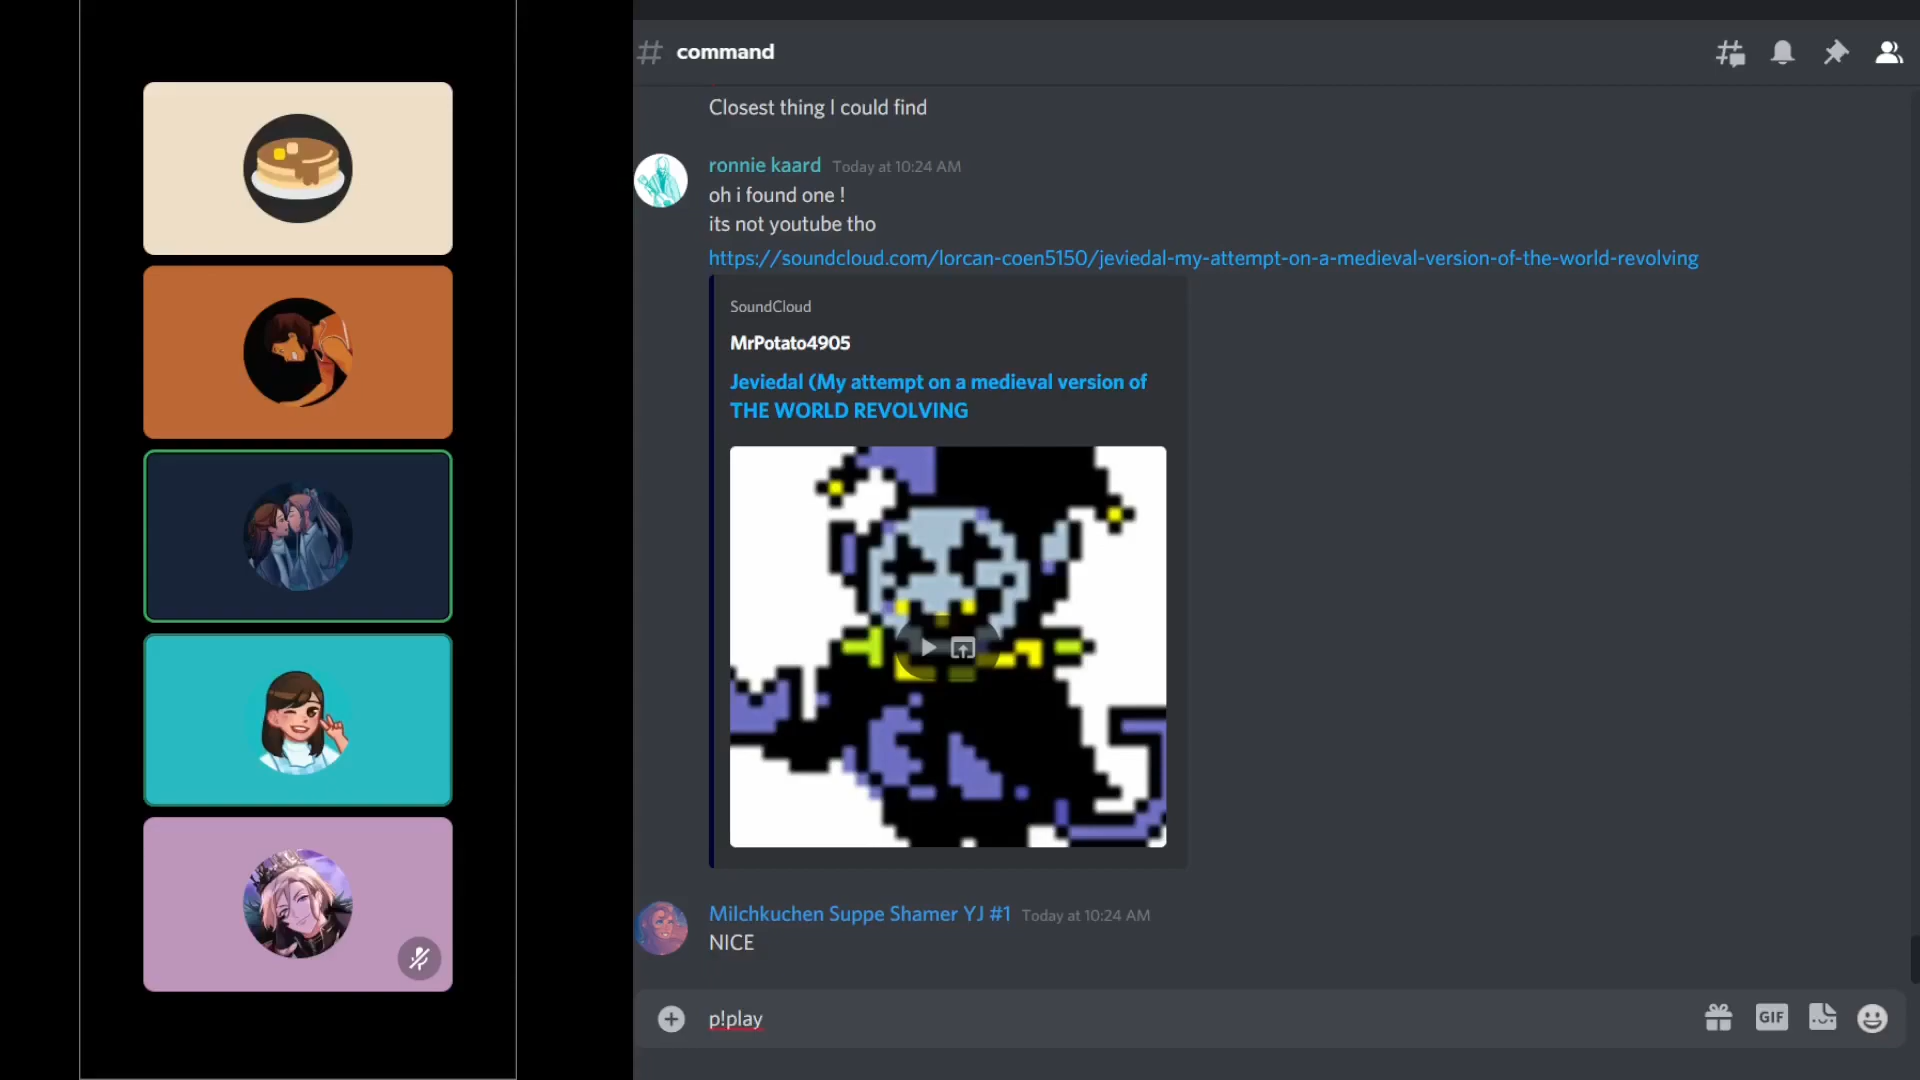 command
Closest thing I could find
ronnie kaard Today at 10:24 AM
oh i found one !
its not youtube tho
https://soundcloud.com/lorcan-coen5150/jeviedal-my-attempt-on-a-medieval-version-of-the-world-revolving
SoundCloud
MrPotato4905
Jeviedal (My attempt on a medieval version of
THE WORLD REVOLVING
Milchkuchen Suppe Shamer YJ #1 Today at 10:24 AM
NICE
p!play
GIF